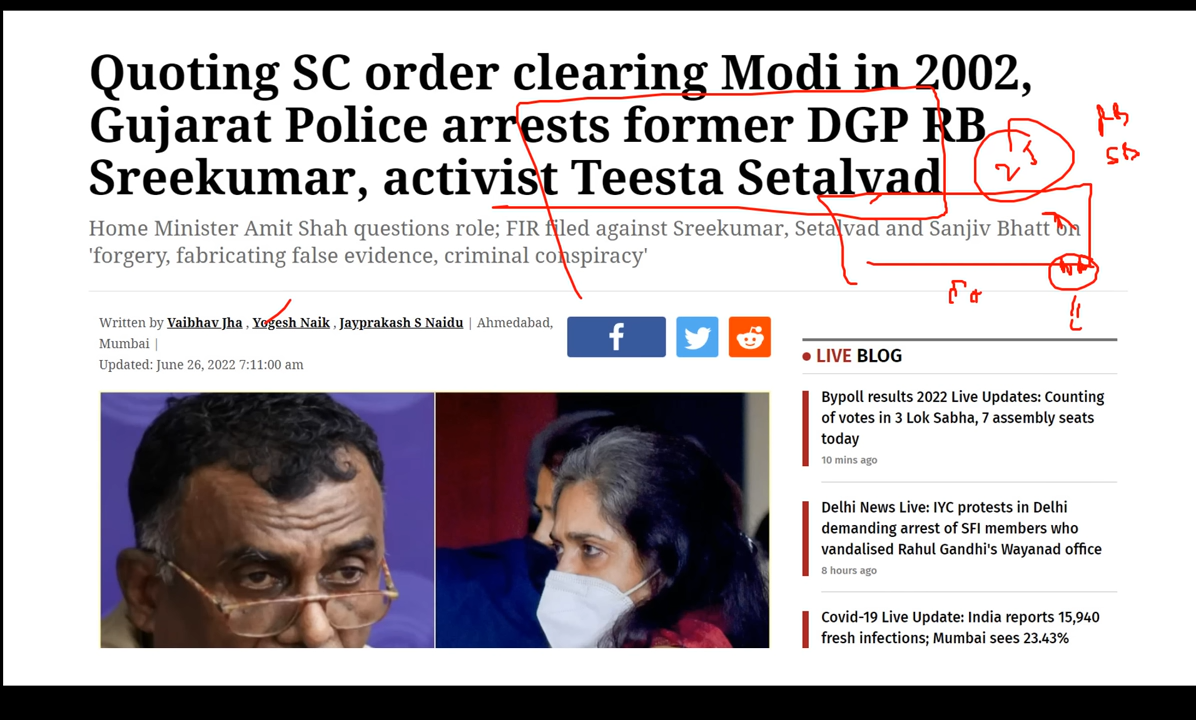 Quoting SC order clearing Modi in 2002,
Gujarat Police arrests former DGP RB
Sreekumar, activist Teesta Setalvad
Home Minister Amit Shah questions role; FIR filed against Sreekumar, Setalvad and Sanjiv Bhatt on
'forgery, fabricating false evidence, criminal conspiracy'
Written by Vaibhav Jha , Yogesh Naik , Jayprakash S Naidu | Ahmedabad,
Mumbai |
Updated: June 26, 2022 7:11:00 am
LIVE BLOG
Bypoll results 2022 Live Updates: Counting
of votes in 3 Lok Sabha, 7 assembly seats
today
10 mins ago
Delhi News Live: IYC protests in Delhi
demanding arrest of SFI members who
vandalised Rahul Gandhi's Wayanad office
8 hours ago
Covid-19 Live Update: India reports 15,940
fresh infections; Mumbai sees 23.43%